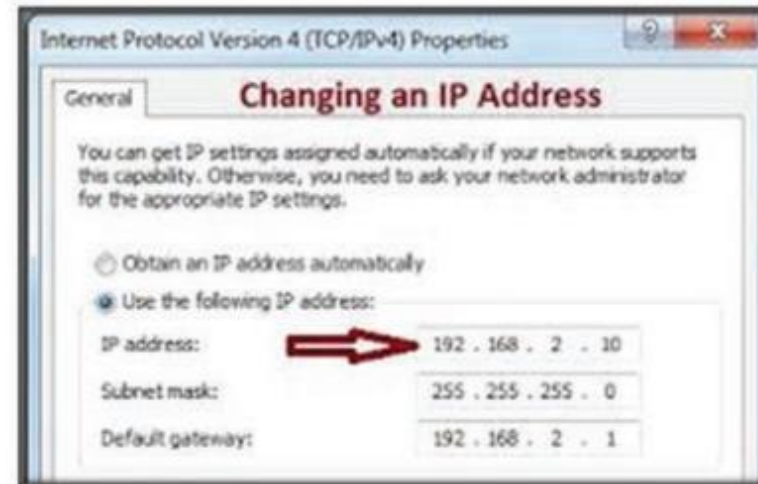 Internet Protocol Version 4 (TCP/IPv4) Properties
General
Changing an IP Address
You can get IP settings assigned automatically if your network supports
this capability. Otherwise, you need to ask your network administrator
for the appropriate IP settings.
Obtain an IP address automatically
Use the following IP address:
IP address: 192 . 168 . 2 . 10
Subnet mask: 255 . 255 . 255 . 0
Default gateway: 192 . 168 . 2 . 1